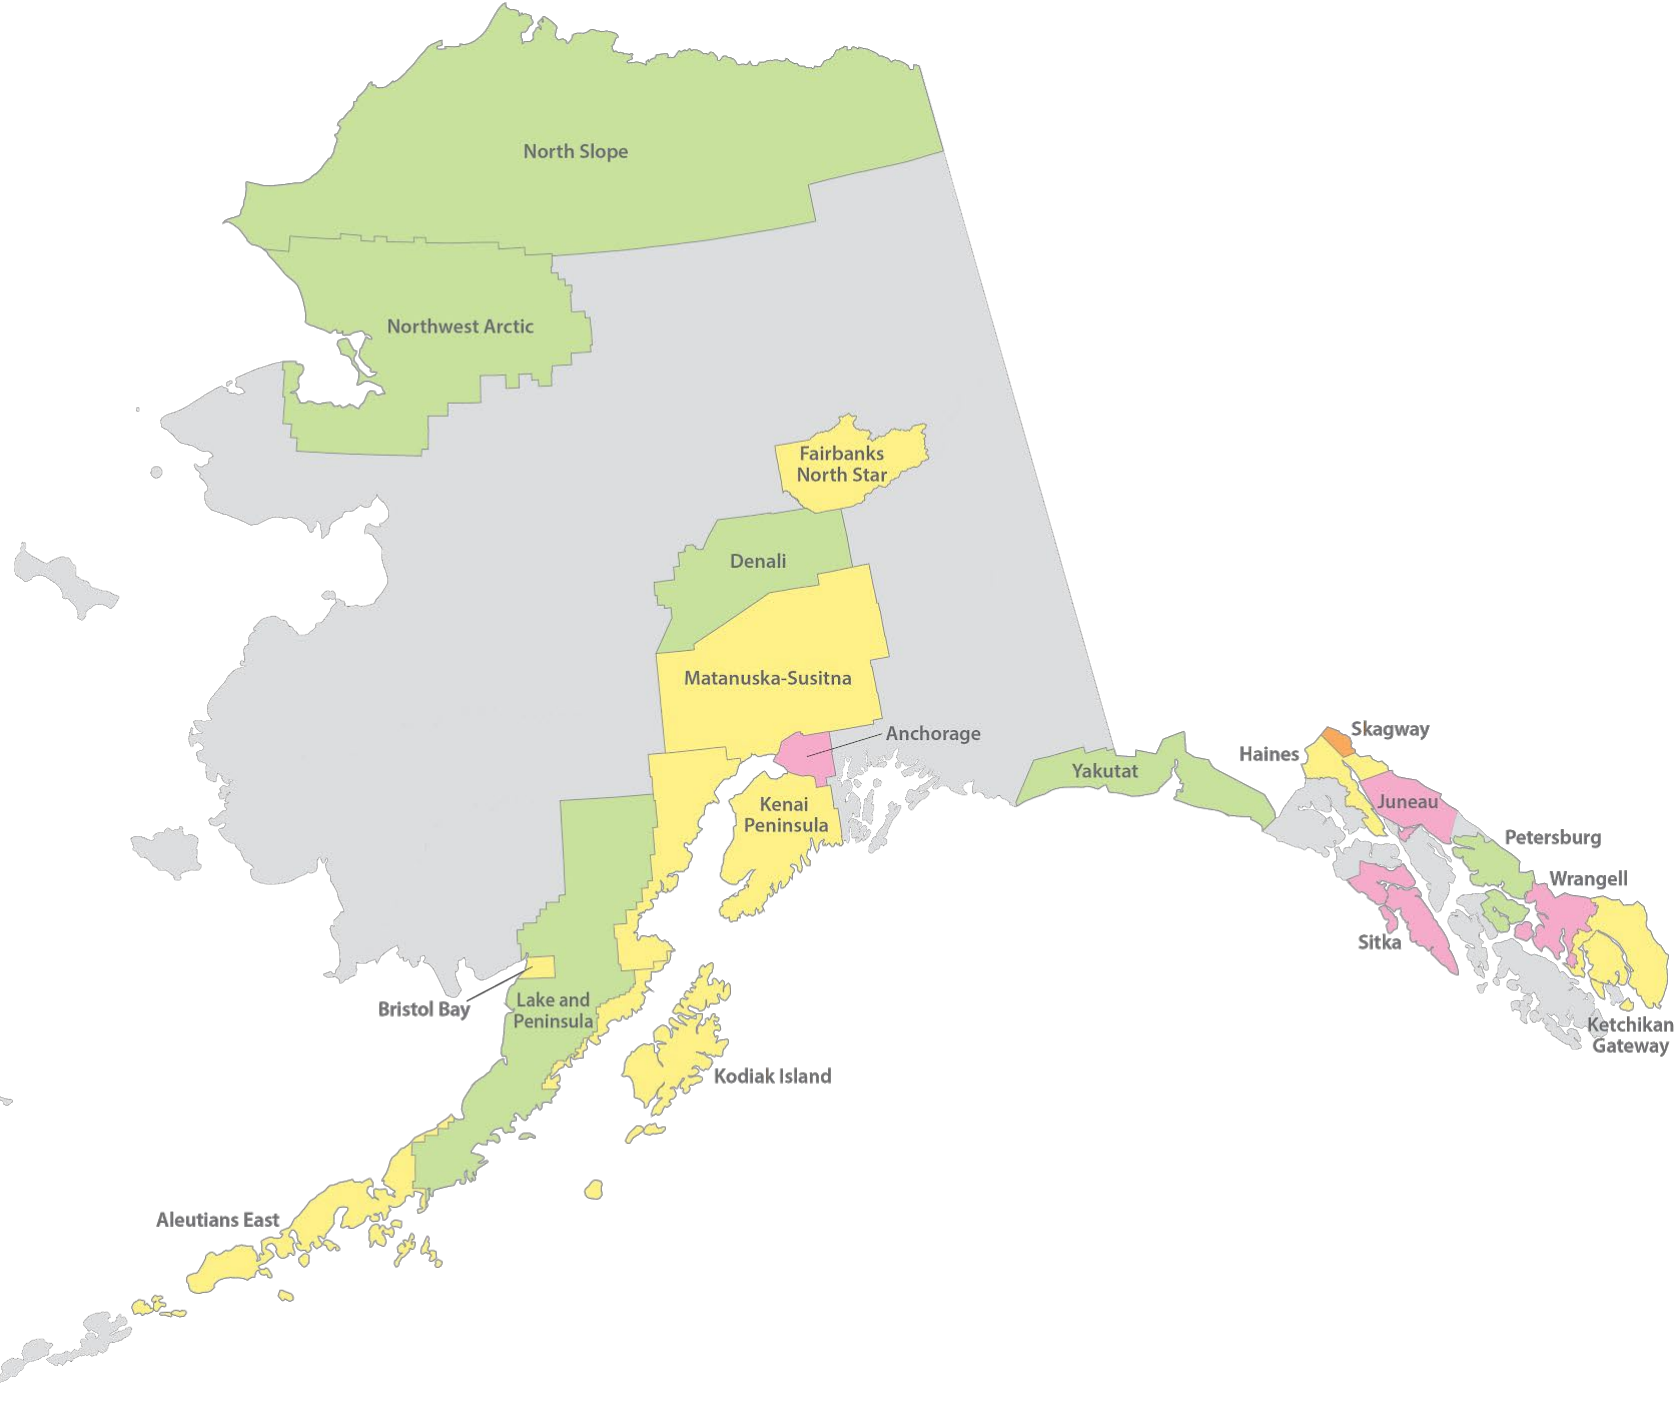 North Slope
Northwest Arctic
Fairbanks
North Star
Denali
Matanuska-Susitna
Anchorage
Skagway
Haines
Yakutat
Juneau
Kenai
Peninsula
Petersburg
Wrangell
Sitka
Bristol Bay
Lake and
Peninsula
Ketchikan
Gateway
Kodiak Island
Aleutians East